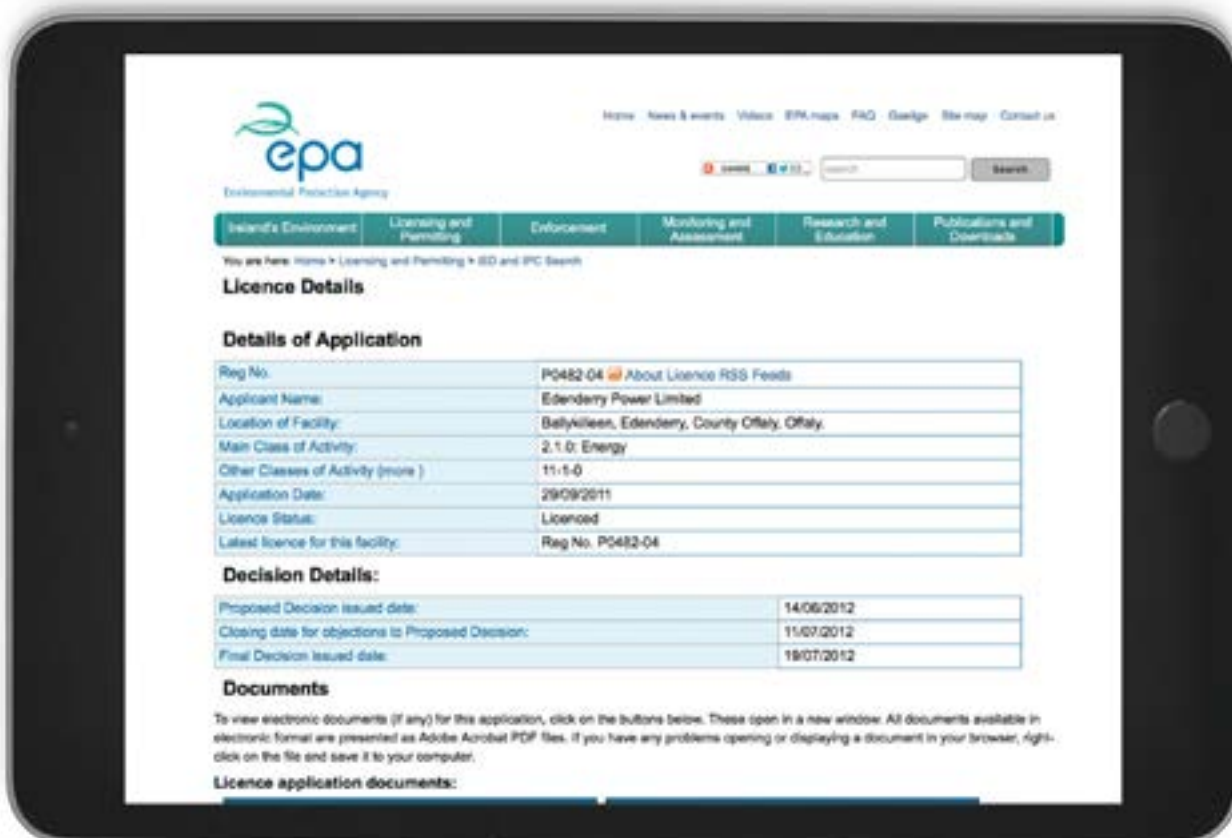 Home News & events Videos EPA maps FAQ Gaeilge Site map Contact us
epa
Environmental Protection Agency
SHARE
search
Search
Ireland's Environment
Licensing and Permitting
Enforcement
Monitoring and Assessment
Research and Education
Publications and Downloads
You are here: Home > Licensing and Permitting > IED and IPC Search
Licence Details
Details of Application
Reg No. P0482-04 About Licence RSS Feeds
Applicant Name: Edenderry Power Limited
Location of Facility: Ballykilleen, Edenderry, County Offaly, Offaly.
Main Class of Activity: 2.1.0: Energy
Other Classes of Activity (more ) 11-1-0
Application Date: 29/09/2011
Licence Status: Licenced
Latest licence for this facility: Reg No. P0482-04
Decision Details:
Proposed Decision issued date: 14/06/2012
Closing date for objections to Proposed Decision: 11/07/2012
Final Decision issued date: 19/07/2012
Documents
To view electronic documents (if any) for this application, click on the buttons below. These open in a new window. All documents available in
electronic format are presented as Adobe Acrobat PDF files. If you have any problems opening or displaying a document in your browser, right-
click on the file and save it to your computer.
Licence application documents: